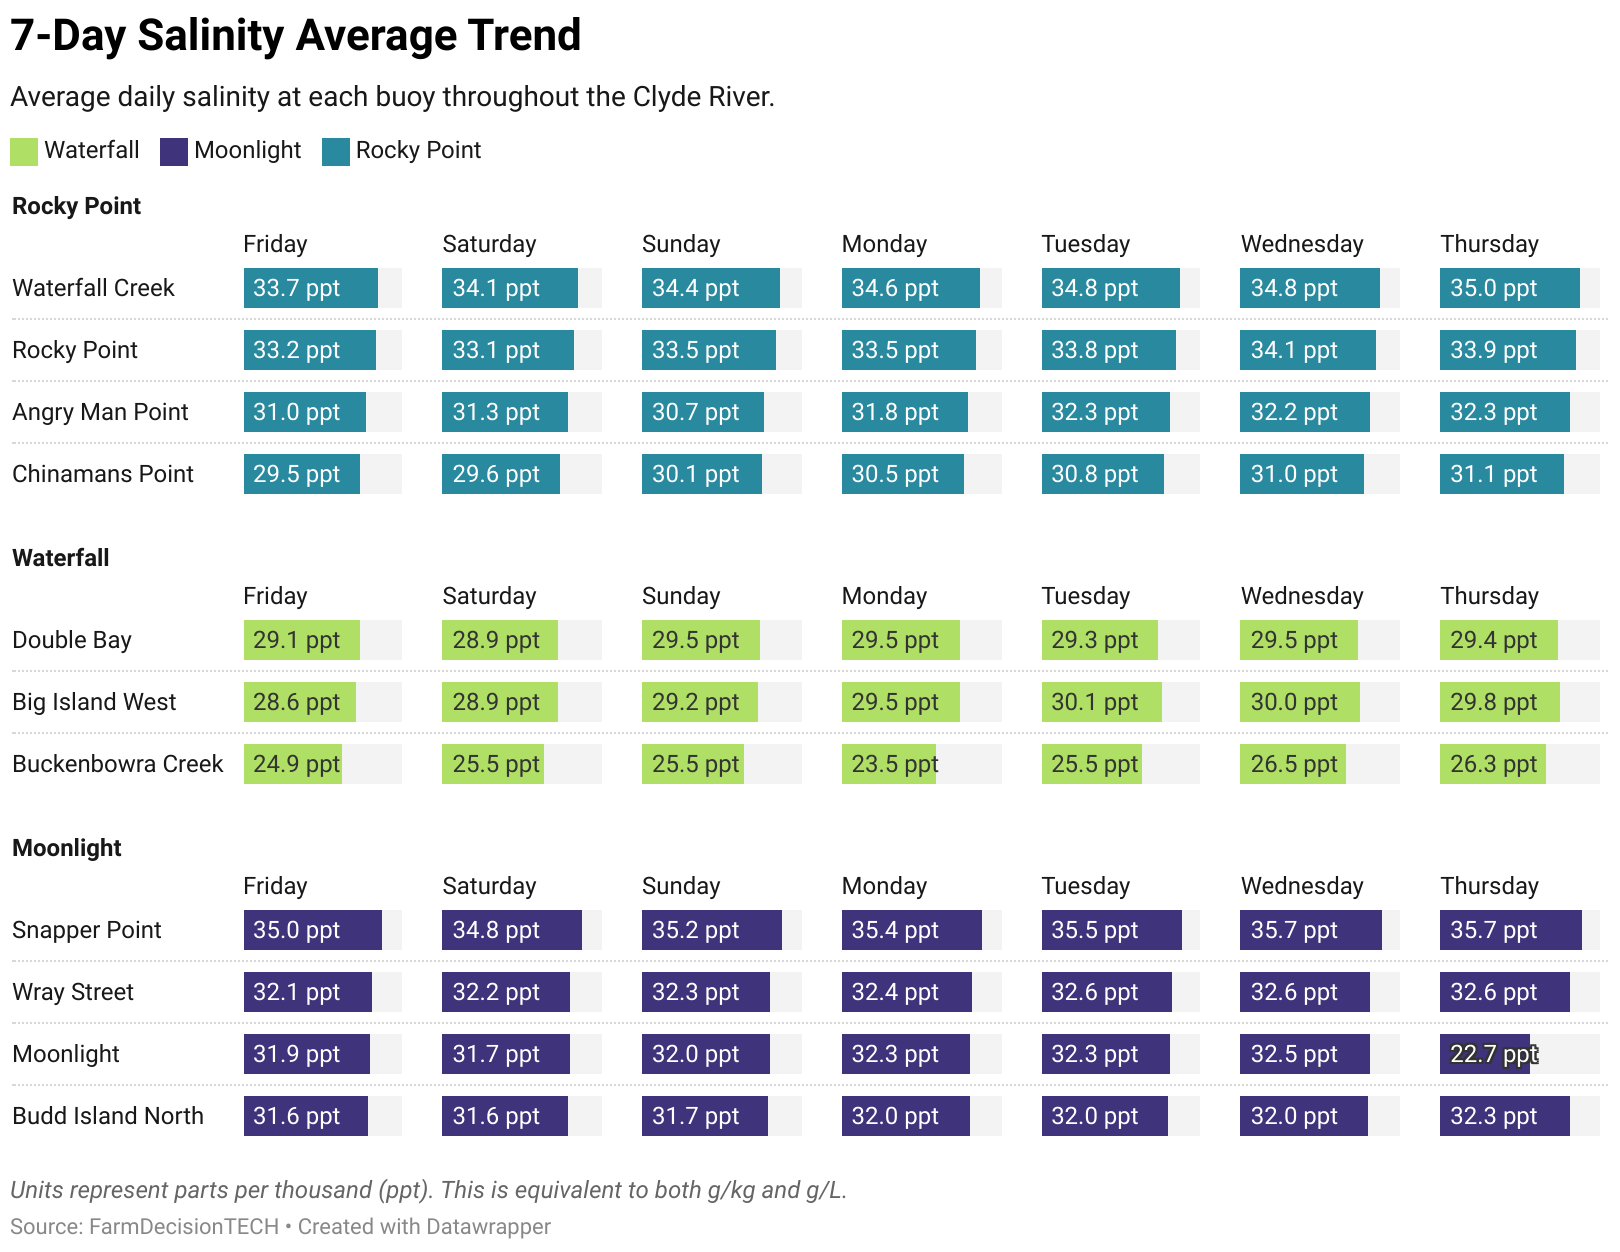 7-Day Salinity Average Trend
Average daily salinity at each buoy throughout the Clyde River.
Waterfall Moonlight Rocky Point
Rocky Point
Friday Saturday Sunday Monday Tuesday Wednesday Thursday
Waterfall Creek 33.7 ppt 34.1 ppt 34.4 ppt 34.6 ppt 34.8 ppt 34.8 ppt 35.0 ppt
Rocky Point 33.2 ppt 33.1 ppt 33.5 ppt 33.5 ppt 33.8 ppt 34.1 ppt 33.9 ppt
Angry Man Point 31.0 ppt 31.3 ppt 30.7 ppt 31.8 ppt 32.3 ppt 32.2 ppt 32.3 ppt
Chinamans Point 29.5 ppt 29.6 ppt 30.1 ppt 30.5 ppt 30.8 ppt 31.0 ppt 31.1 ppt
Waterfall
Friday Saturday Sunday Monday Tuesday Wednesday Thursday
Double Bay 29.1 ppt 28.9 ppt 29.5 ppt 29.5 ppt 29.3 ppt 29.5 ppt 29.4 ppt
Big Island West 28.6 ppt 28.9 ppt 29.2 ppt 29.5 ppt 30.1 ppt 30.0 ppt 29.8 ppt
Buckenbowra Creek 24.9 ppt 25.5 ppt 25.5 ppt 23.5 ppt 25.5 ppt 26.5 ppt 26.3 ppt
Moonlight
Friday Saturday Sunday Monday Tuesday Wednesday Thursday
Snapper Point 35.0 ppt 34.8 ppt 35.2 ppt 35.4 ppt 35.5 ppt 35.7 ppt 35.7 ppt
Wray Street 32.1 ppt 32.2 ppt 32.3 ppt 32.4 ppt 32.6 ppt 32.6 ppt 32.6 ppt
Moonlight 31.9 ppt 31.7 ppt 32.0 ppt 32.3 ppt 32.3 ppt 32.5 ppt 22.7 ppt
Budd Island North 31.6 ppt 31.6 ppt 31.7 ppt 32.0 ppt 32.0 ppt 32.0 ppt 32.3 ppt
Units represent parts per thousand (ppt). This is equivalent to both g/kg and g/L.
Source: FarmDecisionTECH • Created with Datawrapper